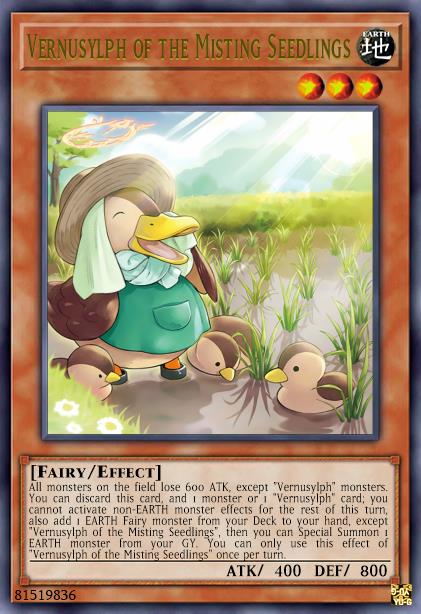 Vernusylph of the Misting Seedlings
EARTH
地
[Fairy/Effect]
All monsters on the field lose 600 ATK, except "Vernusylph" monsters.
You can discard this card, and 1 monster or 1 "Vernusylph" card; you
cannot activate non-EARTH monster effects for the rest of this turn,
also add 1 EARTH Fairy monster from your Deck to your hand, except
"Vernusylph of the Misting Seedlings", then you can Special Summon 1
EARTH monster from your GY. You can only use this effect of
"Vernusylph of the Misting Seedlings" once per turn.
ATK/ 400 DEF/ 800
81519836